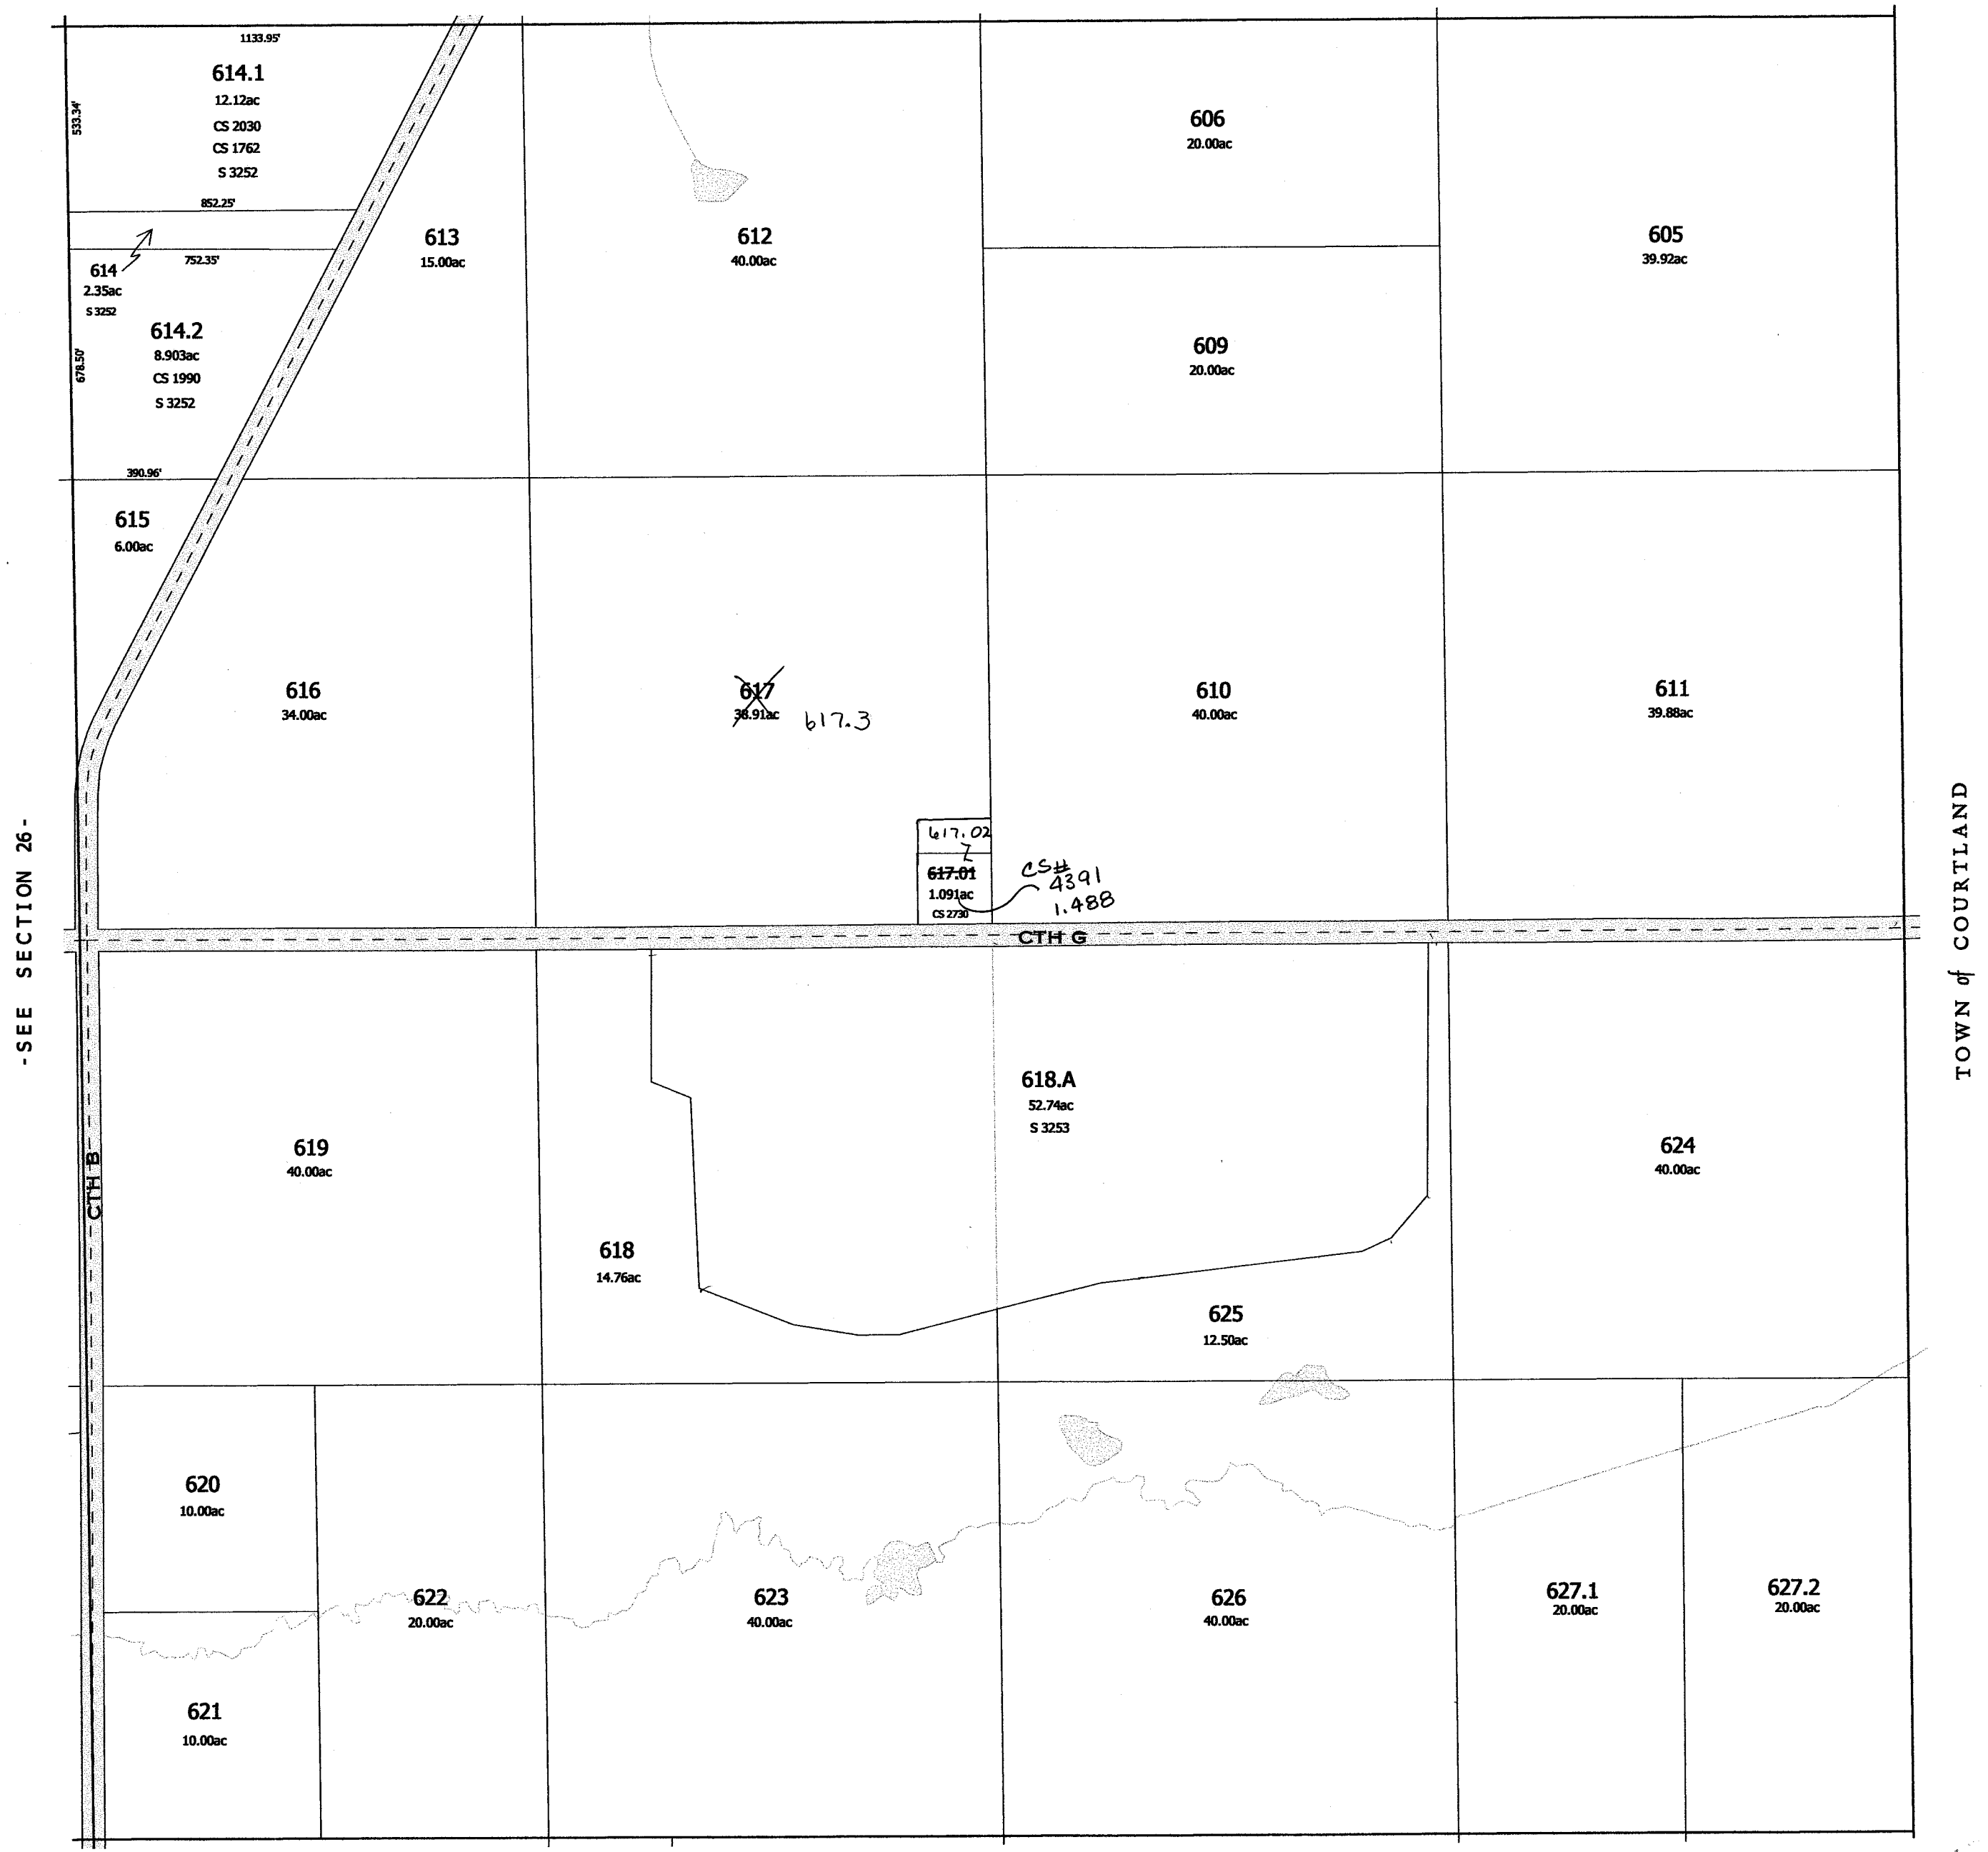 1133.95'
614.1
12.12ac
CS 2030
CS 1762
S 3252
533.34'
852.25'
752.35'
614
2.35ac
S 3252
614.2
8.903ac
CS 1990
S 3252
678.50'
390.96'
613
15.00ac
612
40.00ac
606
20.00ac
609
20.00ac
605
39.92ac
615
6.00ac
616
34.00ac
617
38.91ac
617.3
610
40.00ac
611
39.88ac
617.02
617.01
1.091ac
CS 2730
CS#
4391
1.488
-SEE SECTION 26-
TOWN of COURTLAND
CTH G
CTH B
619
40.00ac
618.A
52.74ac
S 3253
618
14.76ac
624
40.00ac
625
12.50ac
620
10.00ac
622
20.00ac
623
40.00ac
626
40.00ac
627.1
20.00ac
627.2
20.00ac
621
10.00ac